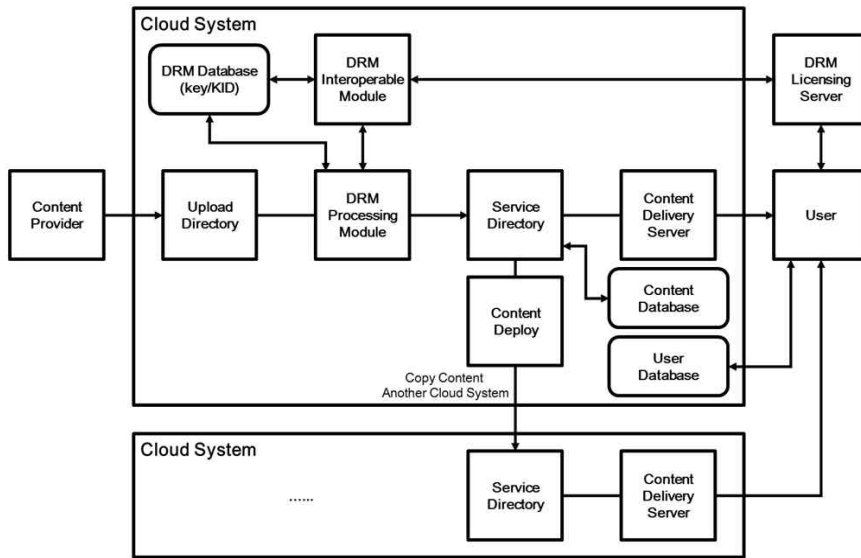 Cloud System
DRM Database
(key/KID)
DRM
Interoperable
Module
DRM
Licensing
Server
Content
Provider
Upload
Directory
DRM
Processing
Module
Service
Directory
Content
Delivery
Server
User
Content
Database
Content
Deploy
User
Database
Copy Content
Another Cloud System
Cloud System
......
Service
Directory
Content
Delivery
Server